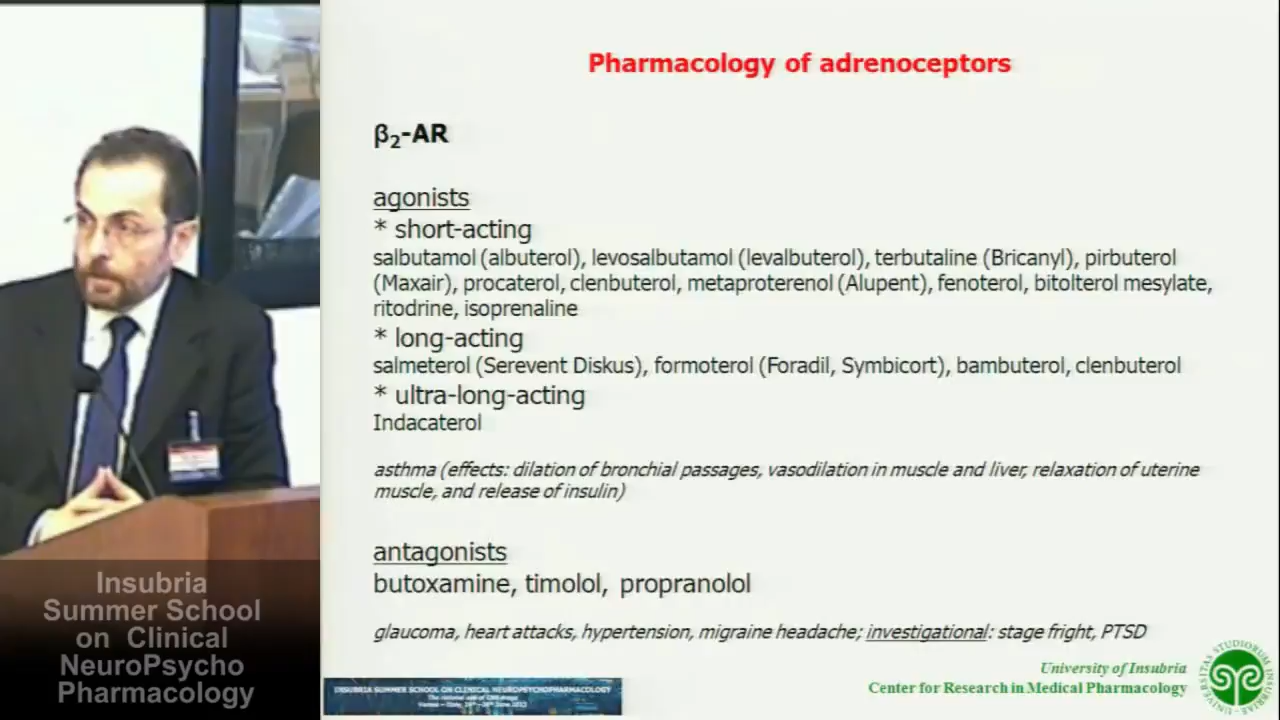 Pharmacology of adrenoceptors
β2-AR
agonists
* short-acting
salbutamol (albuterol), levosalbutamol (levalbuterol), terbutaline (Bricanyl), pirbuterol
(Maxair), procaterol, clenbuterol, metaproterenol (Alupent), fenoterol, bitolterol mesylate,
ritodrine, isoprenaline
* long-acting
salmeterol (Serevent Diskus), formoterol (Foradil, Symbicort), bambuterol, clenbuterol
* ultra-long-acting
Indacaterol
asthma (effects: dilation of bronchial passages, vasodilation in muscle and liver, relaxation of uterine
muscle, and release of insulin)
antagonists
butoxamine, timolol, propranolol
glaucoma, heart attacks, hypertension, migraine headache; investigational: stage fright, PTSD
University of Insubria
Center for Research in Medical Pharmacology
Insubria
Summer School
on Clinical
NeuroPsycho
Pharmacology
INSUBRIA SUMMER SCHOOL ON CLINICAL NEUROPSYCHOPHARMACOLOGY